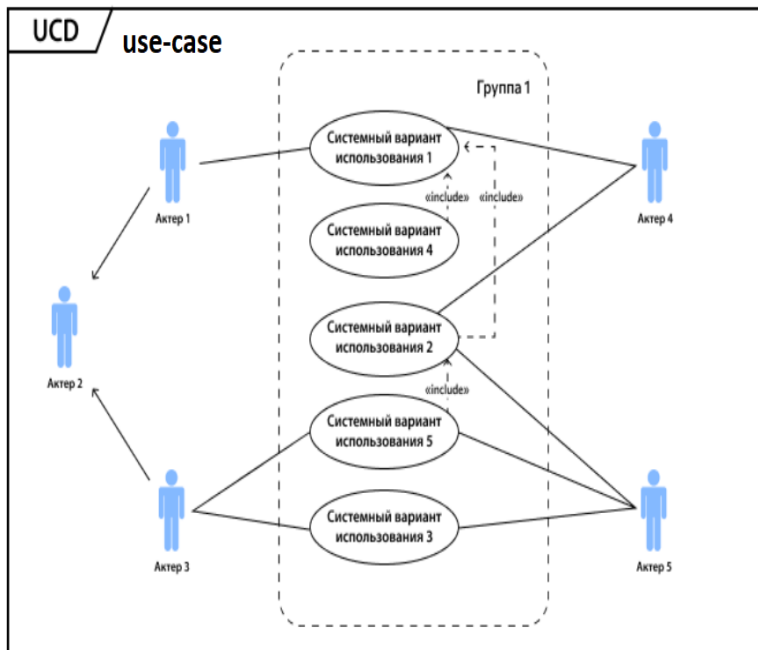 UCD
use-case
Группа 1
Системный вариант
использования 1
«include»
«include»
Актер 1
Актер 4
Системный вариант
использования 4
Системный вариант
использования 2
Актер 2
«include»
Системный вариант
использования 5
Системный вариант
использования 3
Актер 3
Актер 5